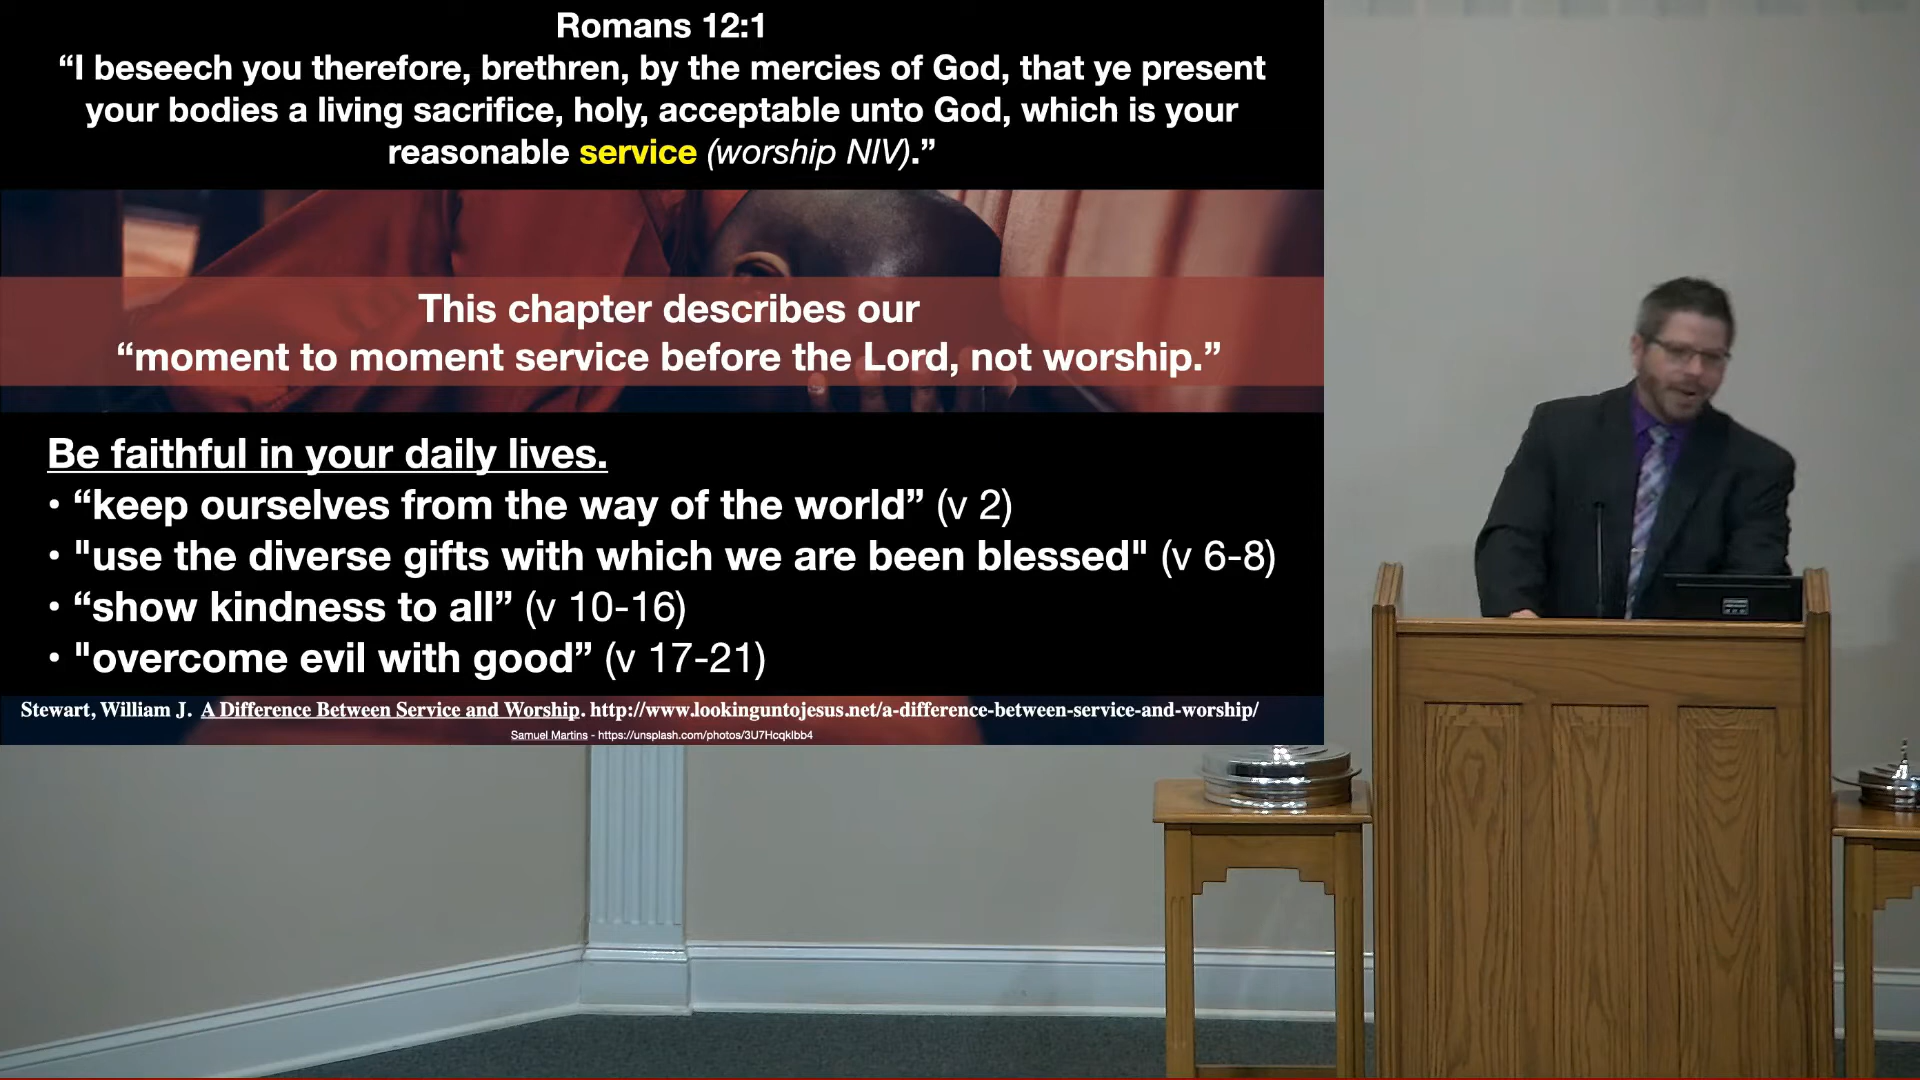 Romans 12:1
“I beseech you therefore, brethren, by the mercies of God, that ye present
your bodies a living sacrifice, holy, acceptable unto God, which is your
reasonable service (worship NIV).”
This chapter describes our
“moment to moment service before the Lord, not worship.”
Be faithful in your daily lives.
• “keep ourselves from the way of the world” (v 2)
• "use the diverse gifts with which we are been blessed" (v 6-8)
• “show kindness to all” (v 10-16)
• "overcome evil with good” (v 17-21)
Stewart, William J. A Difference Between Service and Worship. http://www.lookinguntojesus.net/a-difference-between-service-and-worship/
Samuel Martins - https://unsplash.com/photos/3U7Hcqklbb4